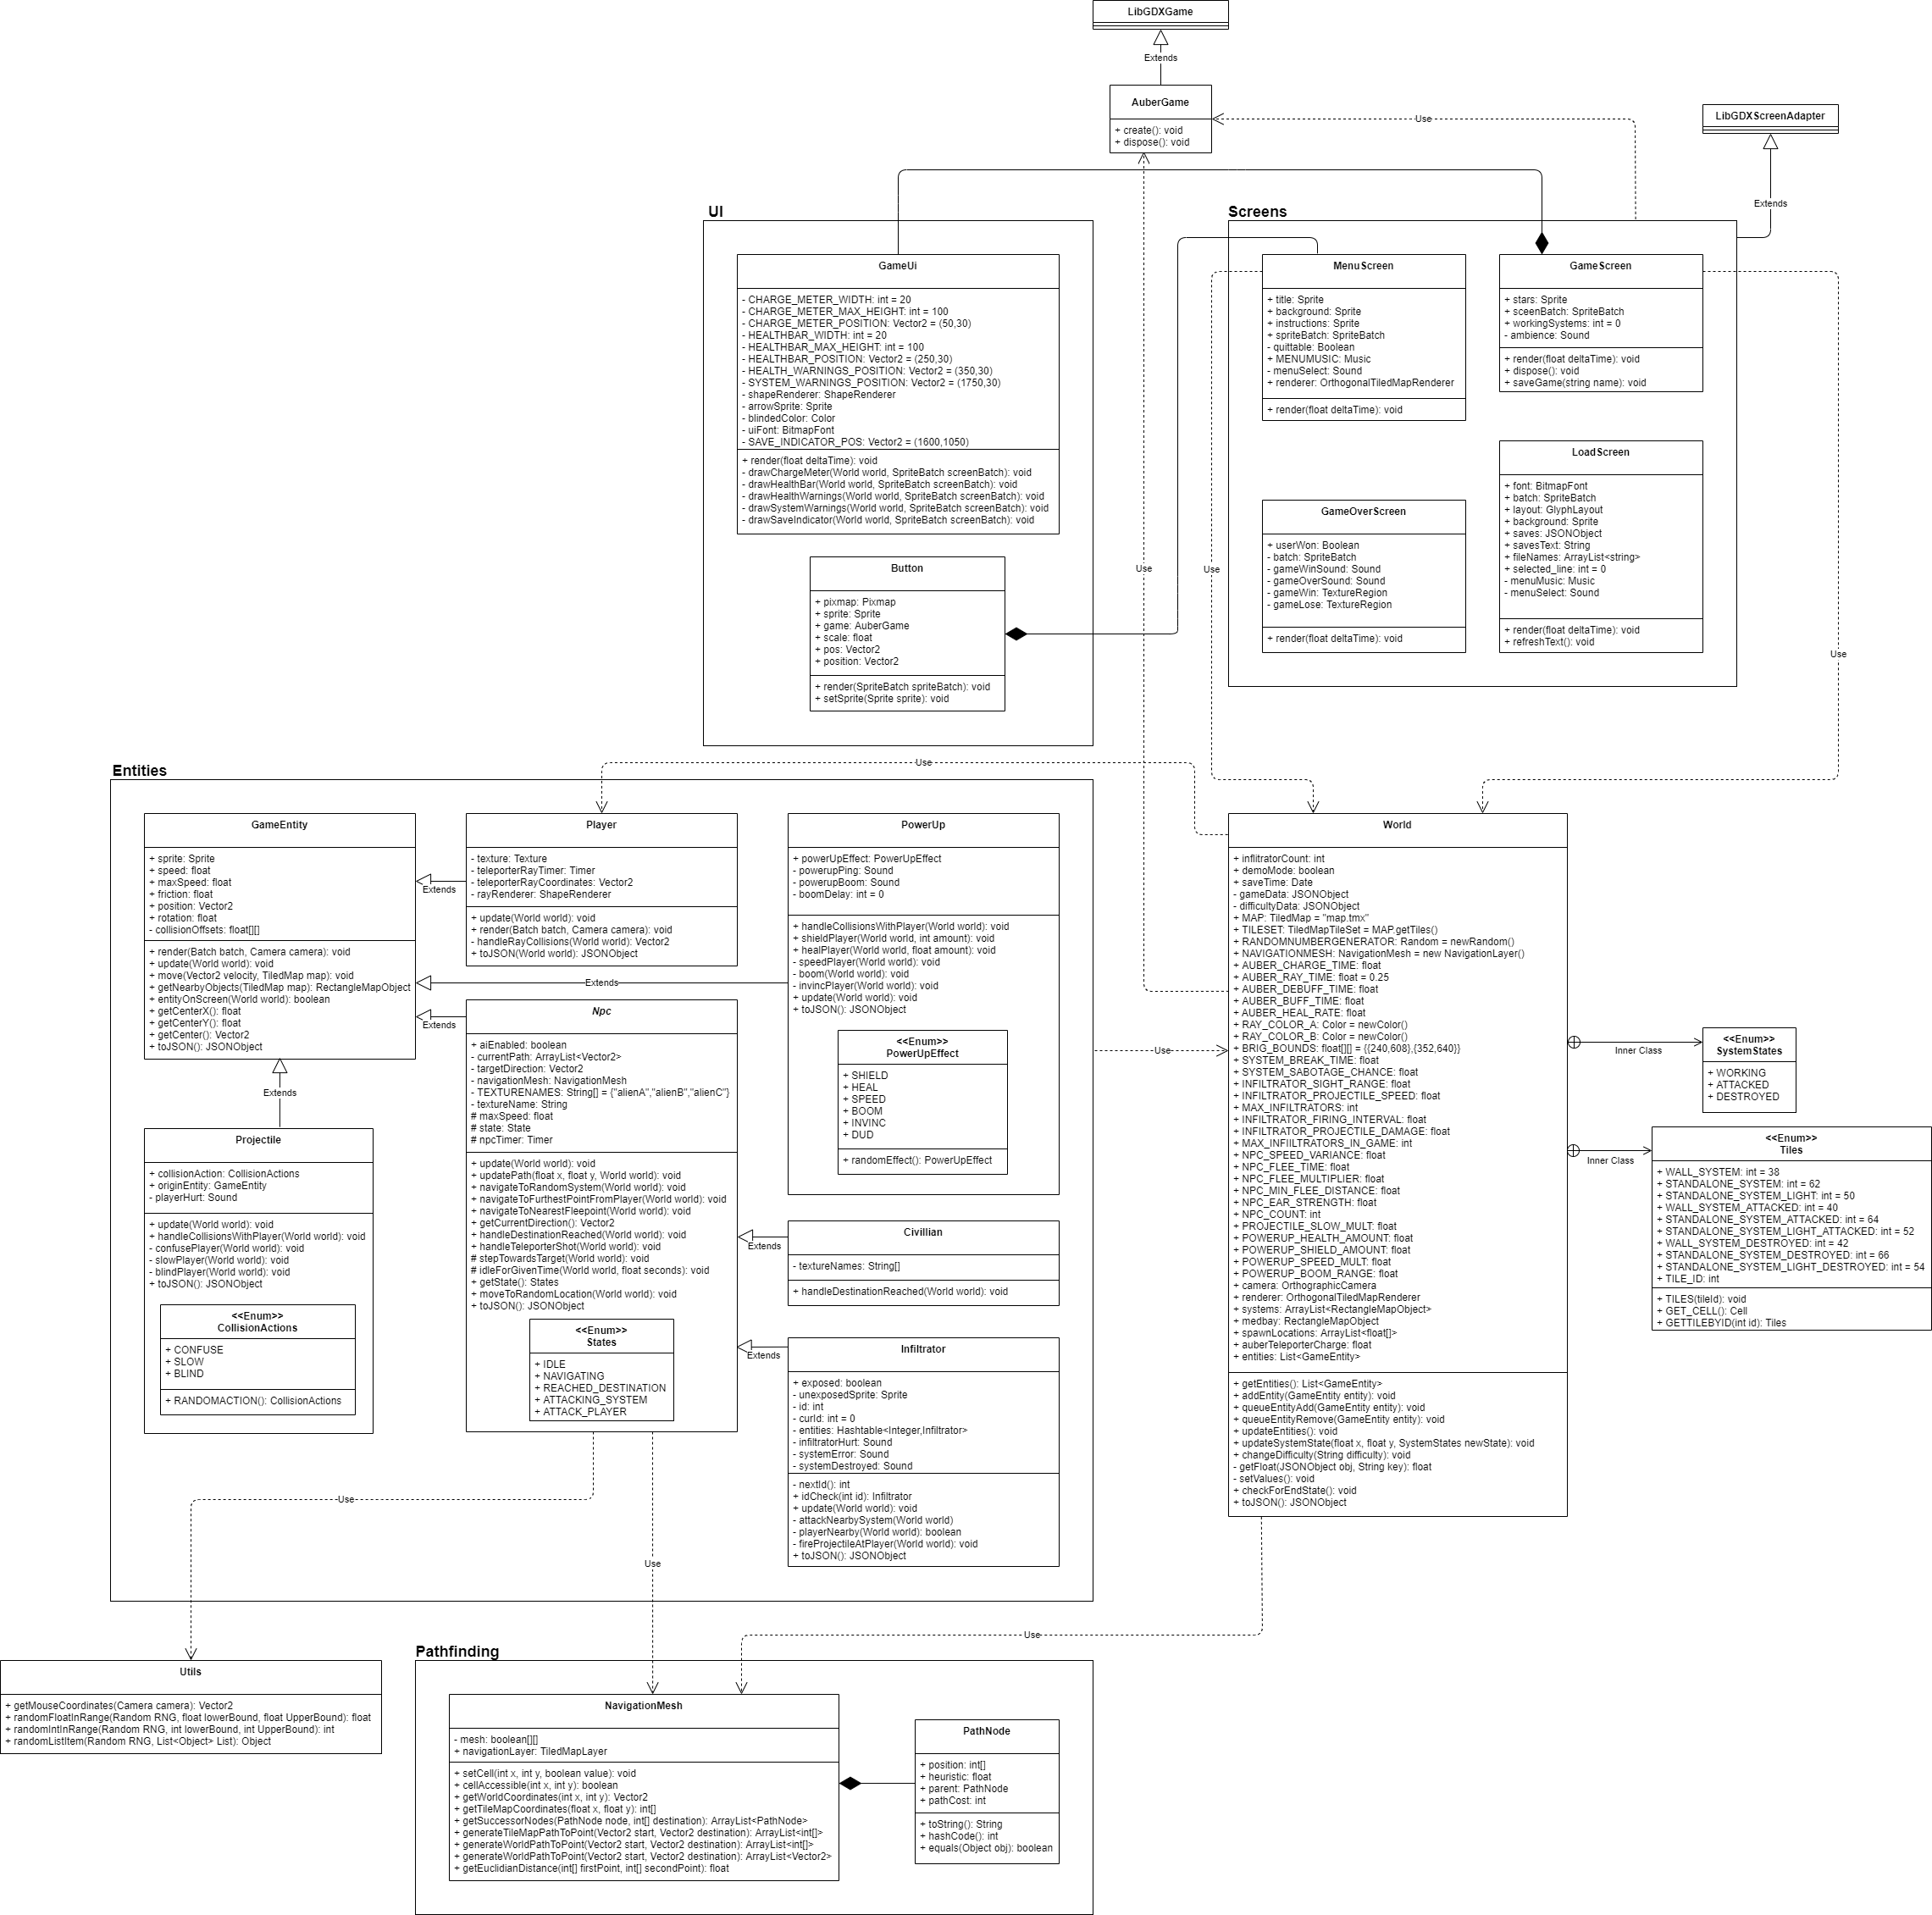 LibGDXGame
Extends
AuberGame
+ create(): void
+ dispose(): void
Use
LibGDXScreenAdapter
Extends
UI
GameUi
- CHARGE_METER_WIDTH: int = 20
- CHARGE_METER_MAX_HEIGHT: int = 100
- CHARGE_METER_POSITION: Vector2 = (50,30)
- HEALTHBAR_WIDTH: int = 20
- HEALTHBAR_MAX_HEIGHT: int = 100
- HEALTHBAR_POSITION: Vector2 = (250,30)
- HEALTH_WARNINGS_POSITION: Vector2 = (350,30)
- SYSTEM_WARNINGS_POSITION: Vector2 = (1750,30)
- shapeRenderer: ShapeRenderer
- arrowSprite: Sprite
- blindedColor: Color
- uiFont: BitmapFont
- SAVE_INDICATOR_POS: Vector2 = (1600,1050)
+ render(float deltaTime): void
- drawChargeMeter(World world, SpriteBatch screenBatch): void
- drawHealthBar(World world, SpriteBatch screenBatch): void
- drawHealthWarnings(World world, SpriteBatch screenBatch): void
- drawSystemWarnings(World world, SpriteBatch screenBatch): void
- drawSaveIndicator(World world, SpriteBatch screenBatch): void
Button
+ pixmap: Pixmap
+ sprite: Sprite
+ game: AuberGame
+ scale: float
+ pos: Vector2
+ position: Vector2
+ render(SpriteBatch spriteBatch): void
+ setSprite(Sprite sprite): void
Use
Use
Screens
MenuScreen
+ title: Sprite
+ background: Sprite
+ instructions: Sprite
+ spriteBatch: SpriteBatch
- quittable: Boolean
+ MENUMUSIC: Music
- menuSelect: Sound
+ renderer: OrthogonalTiledMapRenderer
+ render(float deltaTime): void
GameScreen
+ stars: Sprite
+ sceenBatch: SpriteBatch
+ workingSystems: int = 0
- ambience: Sound
+ render(float deltaTime): void
+ dispose(): void
+ saveGame(string name): void
GameOverScreen
+ userWon: Boolean
- batch: SpriteBatch
- gameWinSound: Sound
- gameOverSound: Sound
- gameWin: TextureRegion
- gameLose: TextureRegion
+ render(float deltaTime): void
LoadScreen
+ font: BitmapFont
+ batch: SpriteBatch
+ layout: GlyphLayout
+ background: Sprite
+ saves: JSONObject
+ savesText: String
+ fileNames: ArrayList<string>
+ selected_line: int = 0
- menuMusic: Music
- menuSelect: Sound
+ render(float deltaTime): void
+ refreshText(): void
Use
Use
Entities
GameEntity
+ sprite: Sprite
+ speed: float
+ maxSpeed: float
+ friction: float
+ position: Vector2
+ rotation: float
- collisionOffsets: float[][]
+ render(Batch batch, Camera camera): void
+ update(World world): void
+ move(Vector2 velocity, TiledMap map): void
+ getNearbyObjects(TiledMap map): RectangleMapObject
+ entityOnScreen(World world): boolean
+ getCenterX(): float
+ getCenterY(): float
+ getCenter(): Vector2
+ toJSON(): JSONObject
Extends
Extends
Extends
Extends
Player
- texture: Texture
- teleporterRayTimer: Timer
- teleporterRayCoordinates: Vector2
- rayRenderer: ShapeRenderer
+ update(World world): void
+ render(Batch batch, Camera camera): void
- handleRayCollisions(World world): Vector2
+ toJSON(World world): JSONObject
PowerUp
+ powerUpEffect: PowerUpEffect
- powerupPing: Sound
- powerupBoom: Sound
- boomDelay: int = 0
+ handleCollisionsWithPlayer(World world): void
+ shieldPlayer(World world, int amount): void
+ healPlayer(World world, float amount): void
- speedPlayer(World world): void
- boom(World world): void
- invincPlayer(World world): void
+ update(World world): void
+ toJSON(): JSONObject
<<Enum>>
PowerUpEffect
+ SHIELD
+ HEAL
+ SPEED
+ BOOM
+ INVINC
+ DUD
+ randomEffect(): PowerUpEffect
Projectile
+ collisionAction: CollisionActions
+ originEntity: GameEntity
- playerHurt: Sound
+ update(World world): void
+ handleCollisionsWithPlayer(World world): void
- confusePlayer(World world): void
- slowPlayer(World world): void
- blindPlayer(World world): void
+ toJSON(): JSONObject
<<Enum>>
CollisionActions
+ CONFUSE
+ SLOW
+ BLIND
+ RANDOMACTION(): CollisionActions
Npc
+ aiEnabled: boolean
- currentPath: ArrayList<Vector2>
- targetDirection: Vector2
- navigationMesh: NavigationMesh
- TEXTURENAMES: String[] = {"alienA","alienB","alienC"}
- textureName: String
# maxSpeed: float
# state: State
# npcTimer: Timer
+ update(World world): void
+ updatePath(float x, float y, World world): void
+ navigateToRandomSystem(World world): void
+ navigateToFurthestPointFromPlayer(World world): void
+ navigateToNearestFleepoint(World world): void
+ getCurrentDirection(): Vector2
+ handleDestinationReached(World world): void
+ handleTeleporterShot(World world): void
# stepTowardsTarget(World world): void
# idleForGivenTime(World world, float seconds): void
+ getState(): States
+ moveToRandomLocation(World world): void
+ toJSON(): JSONObject
<<Enum>>
States
+ IDLE
+ NAVIGATING
+ REACHED_DESTINATION
+ ATTACKING_SYSTEM
+ ATTACK_PLAYER
Extends
Civillian
- textureNames: String[]
+ handleDestinationReached(World world): void
Extends
Infiltrator
+ exposed: boolean
- unexposedSprite: Sprite
- id: int
- curId: int = 0
- entities: Hashtable<Integer,Infiltrator>
- infiltratorHurt: Sound
- systemError: Sound
- systemDestroyed: Sound
- nextId(): int
+ idCheck(int id): Infiltrator
+ update(World world): void
- attackNearbySystem(World world)
- playerNearby(World world): boolean
- fireProjectileAtPlayer(World world): void
+ toJSON(): JSONObject
Use
World
+ inflitratorCount: int
+ demoMode: boolean
+ saveTime: Date
- gameData: JSONObject
- difficultyData: JSONObject
+ MAP: TiledMap = "map.tmx"
+ TILESET: TiledMapTileSet = MAP.getTiles()
+ RANDOMNUMBERGENERATOR: Random = newRandom()
+ NAVIGATIONMESH: NavigationMesh = new NavigationLayer()
+ AUBER_CHARGE_TIME: float
+ AUBER_RAY_TIME: float = 0.25
+ AUBER_DEBUFF_TIME: float
+ AUBER_BUFF_TIME: float
+ AUBER_HEAL_RATE: float
+ RAY_COLOR_A: Color = newColor()
+ RAY_COLOR_B: Color = newColor()
+ BRIG_BOUNDS: float[][] = {{240,608},{352,640}}
+ SYSTEM_BREAK_TIME: float
+ SYSTEM_SABOTAGE_CHANCE: float
+ INFILTRATOR_SIGHT_RANGE: float
+ INFILTRATOR_PROJECTILE_SPEED: float
+ MAX_INFILTRATORS: int
+ INFILTRATOR_FIRING_INTERVAL: float
+ INFILTRATOR_PROJECTILE_DAMAGE: float
+ MAX_INFIILTRATORS_IN_GAME: int
+ NPC_SPEED_VARIANCE: float
+ NPC_FLEE_TIME: float
+ NPC_FLEE_MULTIPLIER: float
+ NPC_MIN_FLEE_DISTANCE: float
+ NPC_EAR_STRENGTH: float
+ NPC_COUNT: int
+ PROJECTILE_SLOW_MULT: float
+ POWERUP_HEALTH_AMOUNT: float
+ POWERUP_SHIELD_AMOUNT: float
+ POWERUP_SPEED_MULT: float
+ POWERUP_BOOM_RANGE: float
+ camera: OrthographicCamera
+ renderer: OrthogonalTiledMapRenderer
+ systems: ArrayList<RectangleMapObject>
+ medbay: RectangleMapObject
+ spawnLocations: ArrayList<float[]>
+ auberTeleporterCharge: float
+ entities: List<GameEntity>
+ getEntities(): List<GameEntity>
+ addEntity(GameEntity entity): void
+ queueEntityAdd(GameEntity entity): void
+ queueEntityRemove(GameEntity entity): void
+ updateEntities(): void
+ updateSystemState(float x, float y, SystemStates newState): void
+ changeDifficulty(String difficulty): void
- getFloat(JSONObject obj, String key): float
- setValues(): void
+ checkForEndState(): void
+ toJSON(): JSONObject
Inner Class
<<Enum>>
SystemStates
+ WORKING
+ ATTACKED
+ DESTROYED
Inner Class
<<Enum>>
Tiles
+ WALL_SYSTEM: int = 38
+ STANDALONE_SYSTEM: int = 62
+ STANDALONE_SYSTEM_LIGHT: int = 50
+ WALL_SYSTEM_ATTACKED: int = 40
+ STANDALONE_SYSTEM_ATTACKED: int = 64
+ STANDALONE_SYSTEM_LIGHT_ATTACKED: int = 52
+ WALL_SYSTEM_DESTROYED: int = 42
+ STANDALONE_SYSTEM_DESTROYED: int = 66
+ STANDALONE_SYSTEM_LIGHT_DESTROYED: int = 54
+ TILE_ID: int
+ TILES(tileId): void
+ GET_CELL(): Cell
+ GETTILEBYID(int id): Tiles
Use
Use
Use
Utils
+ getMouseCoordinates(Camera camera): Vector2
+ randomFloatInRange(Random RNG, float lowerBound, float UpperBound): float
+ randomIntInRange(Random RNG, int lowerBound, int UpperBound): int
+ randomListItem(Random RNG, List<Object> List): Object
Pathfinding
NavigationMesh
- mesh: boolean[][]
+ navigationLayer: TiledMapLayer
+ setCell(int x, int y, boolean value): void
+ cellAccessible(int x, int y): boolean
+ getWorldCoordinates(int x, int y): Vector2
+ getTileMapCoordinates(float x, float y): int[]
+ getSuccessorNodes(PathNode node, int[] destination): ArrayList<PathNode>
+ generateTileMapPathToPoint(Vector2 start, Vector2 destination): ArrayList<int[]>
+ generateWorldPathToPoint(Vector2 start, Vector2 destination): ArrayList<int[]>
+ generateWorldPathToPoint(Vector2 start, Vector2 destination): ArrayList<Vector2>
+ getEuclidianDistance(int[] firstPoint, int[] secondPoint): float
PathNode
+ position: int[]
+ heuristic: float
+ parent: PathNode
+ pathCost: int
+ toString(): String
+ hashCode(): int
+ equals(Object obj): boolean